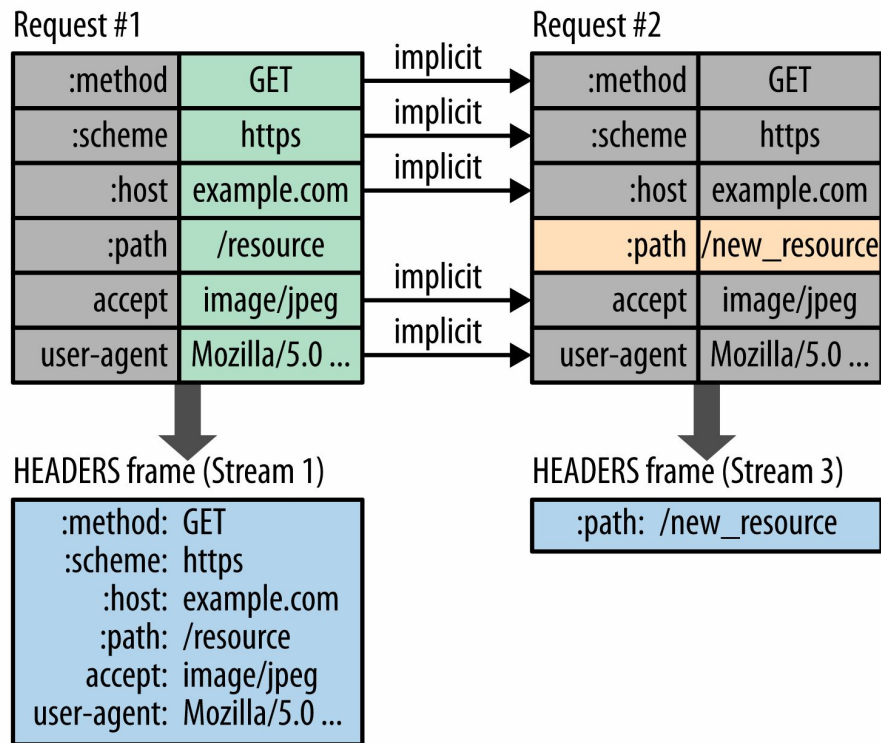 Request #1
:method GET
:scheme https
:host example.com
:path /resource
accept image/jpeg
user-agent Mozilla/5.0 ...
implicit
implicit
implicit
implicit
implicit
Request #2
:method GET
:scheme https
:host example.com
:path /new_resource
accept image/jpeg
user-agent Mozilla/5.0 ...
HEADERS frame (Stream 1)
:method: GET
:scheme: https
:host: example.com
:path: /resource
accept: image/jpeg
user-agent: Mozilla/5.0 ...
HEADERS frame (Stream 3)
:path: /new_resource